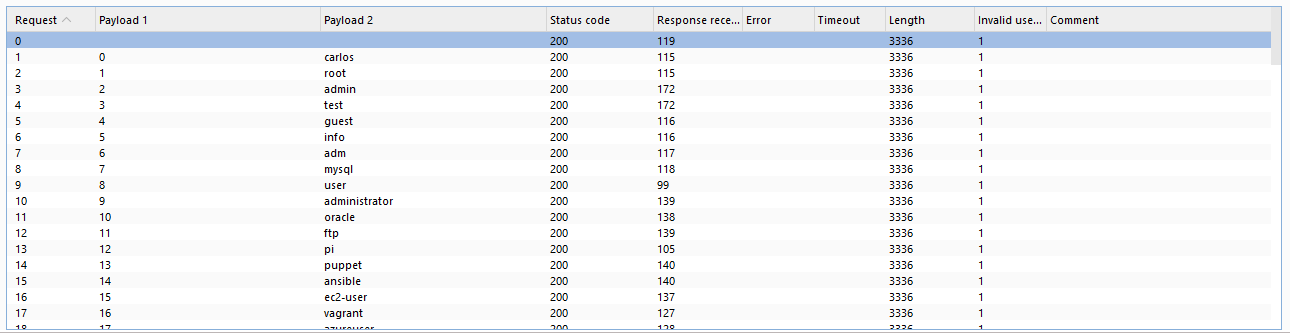 Request Payload 1 Payload 2 Status code Response rece... Error Timeout Length Invalid use... Comment
0 200 119 3336 1
1 0 carlos 200 115 3336 1
2 1 root 200 115 3336 1
3 2 admin 200 172 3336 1
4 3 test 200 172 3336 1
5 4 guest 200 116 3336 1
6 5 info 200 116 3336 1
7 6 adm 200 117 3336 1
8 7 mysql 200 118 3336 1
9 8 user 200 99 3336 1
10 9 administrator 200 139 3336 1
11 10 oracle 200 138 3336 1
12 11 ftp 200 139 3336 1
13 12 pi 200 105 3336 1
14 13 puppet 200 140 3336 1
15 14 ansible 200 140 3336 1
16 15 ec2-user 200 137 3336 1
17 16 vagrant 200 127 3336 1
18 17 azureuser 200 128 3336 1